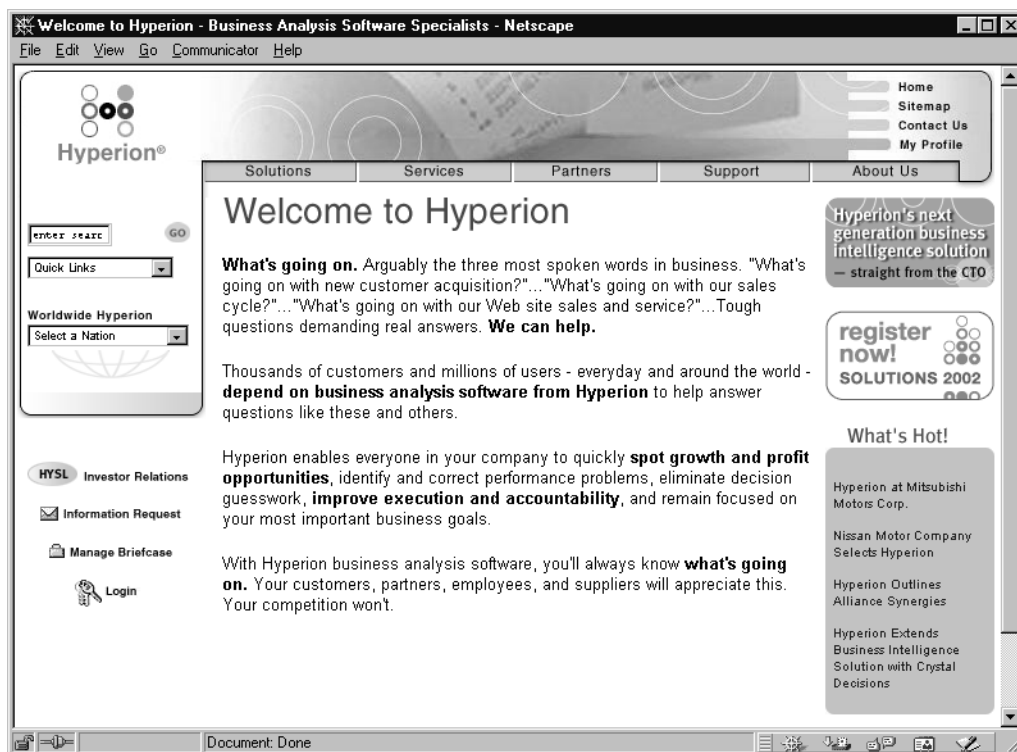 Welcome to Hyperion - Business Analysis Software Specialists - Netscape
File Edit View Go Communicator Help
Hyperion®
Home
Sitemap
Contact Us
My Profile
Solutions Services Partners Support About Us
enter searc GO
Quick Links
Worldwide Hyperion
Select a Nation
HYSL Investor Relations
Information Request
Manage Briefcase
Login
Welcome to Hyperion
What's going on. Arguably the three most spoken words in business. "What's
going on with new customer acquisition?"..."What's going on with our sales
cycle?"..."What's going on with our Web site sales and service?"...Tough
questions demanding real answers. We can help.
Thousands of customers and millions of users - everyday and around the world -
depend on business analysis software from Hyperion to help answer
questions like these and others.
Hyperion enables everyone in your company to quickly spot growth and profit
opportunities, identify and correct performance problems, eliminate decision
guesswork, improve execution and accountability, and remain focused on
your most important business goals.
With Hyperion business analysis software, you'll always know what's going
on. Your customers, partners, employees, and suppliers will appreciate this.
Your competition won't.
Hyperion's next
generation business
intelligence solution
— straight from the CTO
register
now!
SOLUTIONS 2002
What's Hot!
Hyperion at Mitsubishi
Motors Corp.
Nissan Motor Company
Selects Hyperion
Hyperion Outlines
Alliance Synergies
Hyperion Extends
Business Intelligence
Solution with Crystal
Decisions
Document: Done